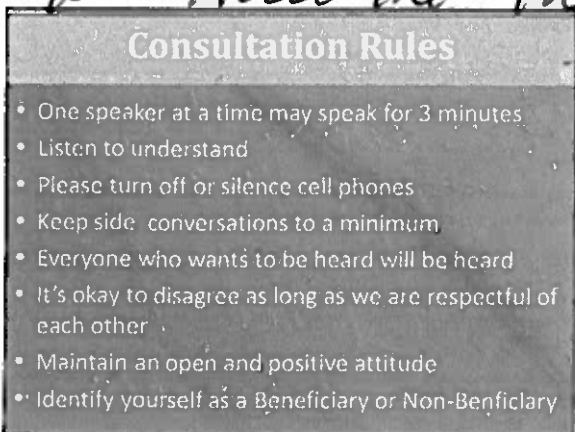 Consultation Rules
• One speaker at a time may speak for 3 minutes
• Listen to understand
• Please turn off or silence cell phones
• Keep side conversations to a minimum
• Everyone who wants to be heard will be heard
• It's okay to disagree as long as we are respectful of
each other
• Maintain an open and positive attitude
• Identify yourself as a Beneficiary or Non-Benficiary